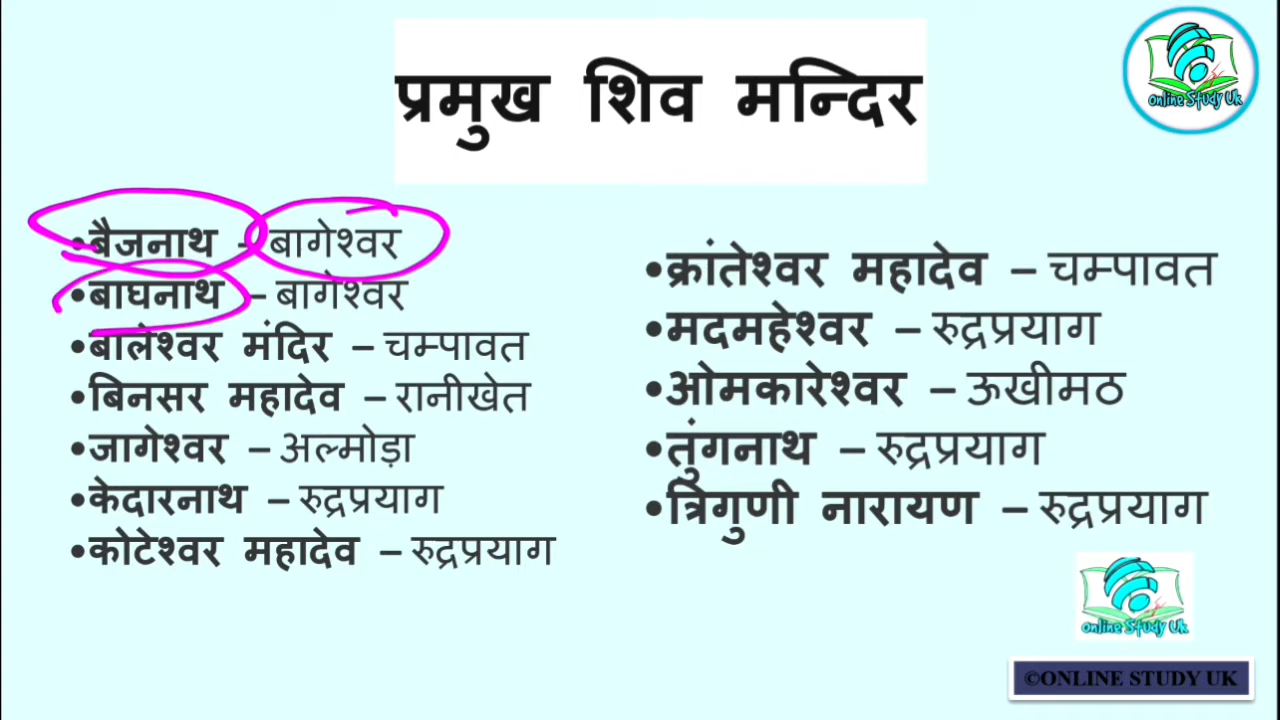 प्रमुख शिव मन्दिर
Online Study Uk
•बैजनाथ – बागेश्वर
•बाघनाथ – बागेश्वर
•बालेश्वर मंदिर – चम्पावत
•बिनसर महादेव – रानीखेत
•जागेश्वर – अल्मोड़ा
•केदारनाथ – रुद्रप्रयाग
•कोटेश्वर महादेव – रुद्रप्रयाग
•क्रांतेश्वर महादेव – चम्पावत
•मदमहेश्वर – रुद्रप्रयाग
•ओमकारेश्वर – ऊखीमठ
•तुंगनाथ – रुद्रप्रयाग
•त्रिगुणी नारायण – रुद्रप्रयाग
Online Study Uk
©ONLINE STUDY UK